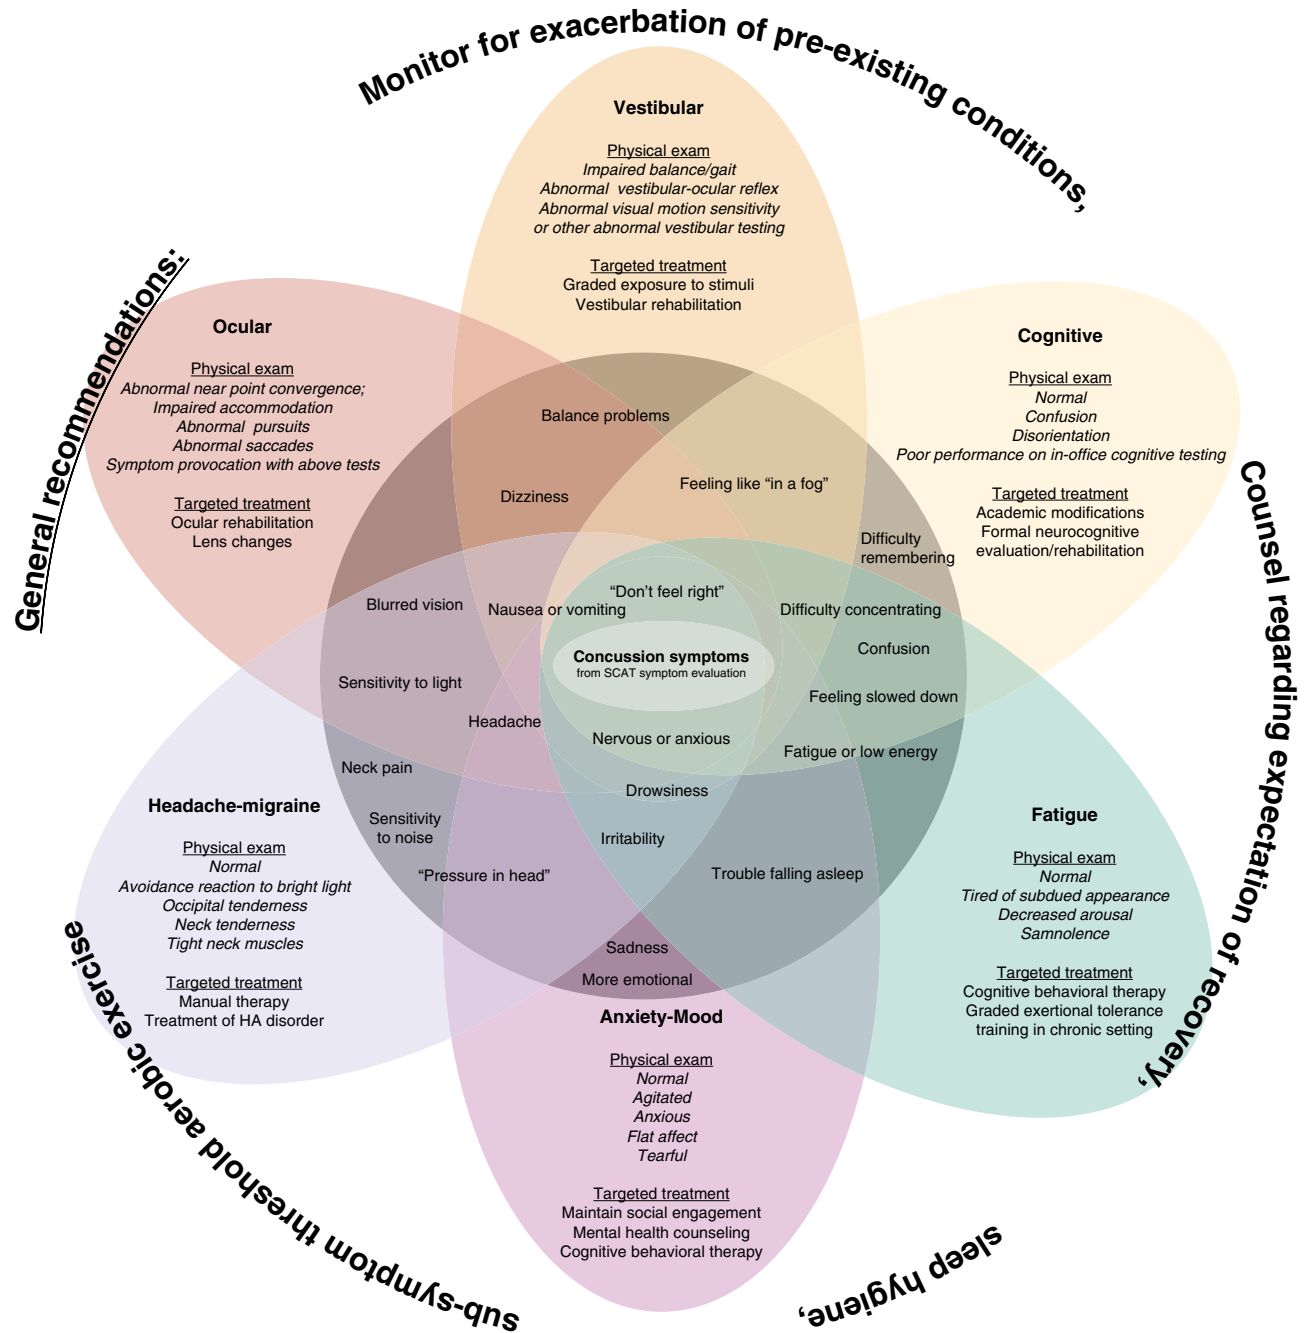 General recommendations:
Monitor for exacerbation of pre-existing conditions,
Counsel regarding expectation of recovery,
sleep hygiene,
sub-symptom threshold aerobic exercise
Vestibular
Physical exam
Impaired balance/gait
Abnormal vestibular-ocular reflex
Abnormal visual motion sensitivity
or other abnormal vestibular testing
Targeted treatment
Graded exposure to stimuli
Vestibular rehabilitation
Ocular
Physical exam
Abnormal near point convergence;
Impaired accommodation
Abnormal pursuits
Abnormal saccades
Symptom provocation with above tests
Targeted treatment
Ocular rehabilitation
Lens changes
Cognitive
Physical exam
Normal
Confusion
Disorientation
Poor performance on in-office cognitive testing
Targeted treatment
Academic modifications
Formal neurocognitive
evaluation/rehabilitation
Balance problems
Dizziness
Feeling like “in a fog”
Difficulty
remembering
Blurred vision
Nausea or vomiting
“Don’t feel right”
Difficulty concentrating
Confusion
Concussion symptoms
from SCAT symptom evaluation
Sensitivity to light
Feeling slowed down
Headache
Nervous or anxious
Fatigue or low energy
Neck pain
Drowsiness
Sensitivity
to noise
Irritability
“Pressure in head”
Trouble falling asleep
Sadness
More emotional
Headache-migraine
Physical exam
Normal
Avoidance reaction to bright light
Occipital tenderness
Neck tenderness
Tight neck muscles
Targeted treatment
Manual therapy
Treatment of HA disorder
Fatigue
Physical exam
Normal
Tired of subdued appearance
Decreased arousal
Samnolence
Targeted treatment
Cognitive behavioral therapy
Graded exertional tolerance
training in chronic setting
Anxiety-Mood
Physical exam
Normal
Agitated
Anxious
Flat affect
Tearful
Targeted treatment
Maintain social engagement
Mental health counseling
Cognitive behavioral therapy